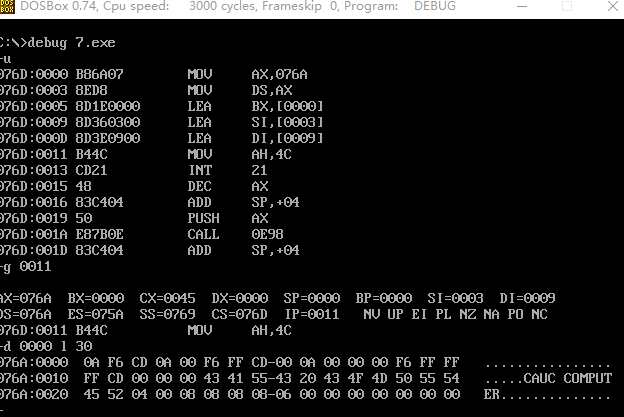 DOSBox 0.74, Cpu speed: 3000 cycles, Frameskip 0, Program: DEBUG
C:\>debug 7.exe
-u
076D:0000 B86A07 MOV AX,076A
076D:0003 8ED8 MOV DS,AX
076D:0005 8D1E0000 LEA BX,[0000]
076D:0009 8D360300 LEA SI,[0003]
076D:000D 8D3E0900 LEA DI,[0009]
076D:0011 B44C MOV AH,4C
076D:0013 CD21 INT 21
076D:0015 48 DEC AX
076D:0016 83C404 ADD SP,+04
076D:0019 50 PUSH AX
076D:001A E87B0E CALL 0E98
076D:001D 83C404 ADD SP,+04
-g 0011
AX=076A BX=0000 CX=0045 DX=0000 SP=0000 BP=0000 SI=0003 DI=0009
DS=076A ES=075A SS=0769 CS=076D IP=0011 NV UP EI PL NZ NA PO NC
076D:0011 B44C MOV AH,4C
-d 0000 l 30
076A:0000 0A F6 CD 0A 00 F6 FF CD-00 0A 00 00 00 F6 FF FF ................
076A:0010 FF CD 00 00 00 43 41 55-43 20 43 4F 4D 50 55 54 .....CAUC COMPUT
076A:0020 45 52 04 00 08 08 08 08-06 00 00 00 00 00 00 00 ER..............
-